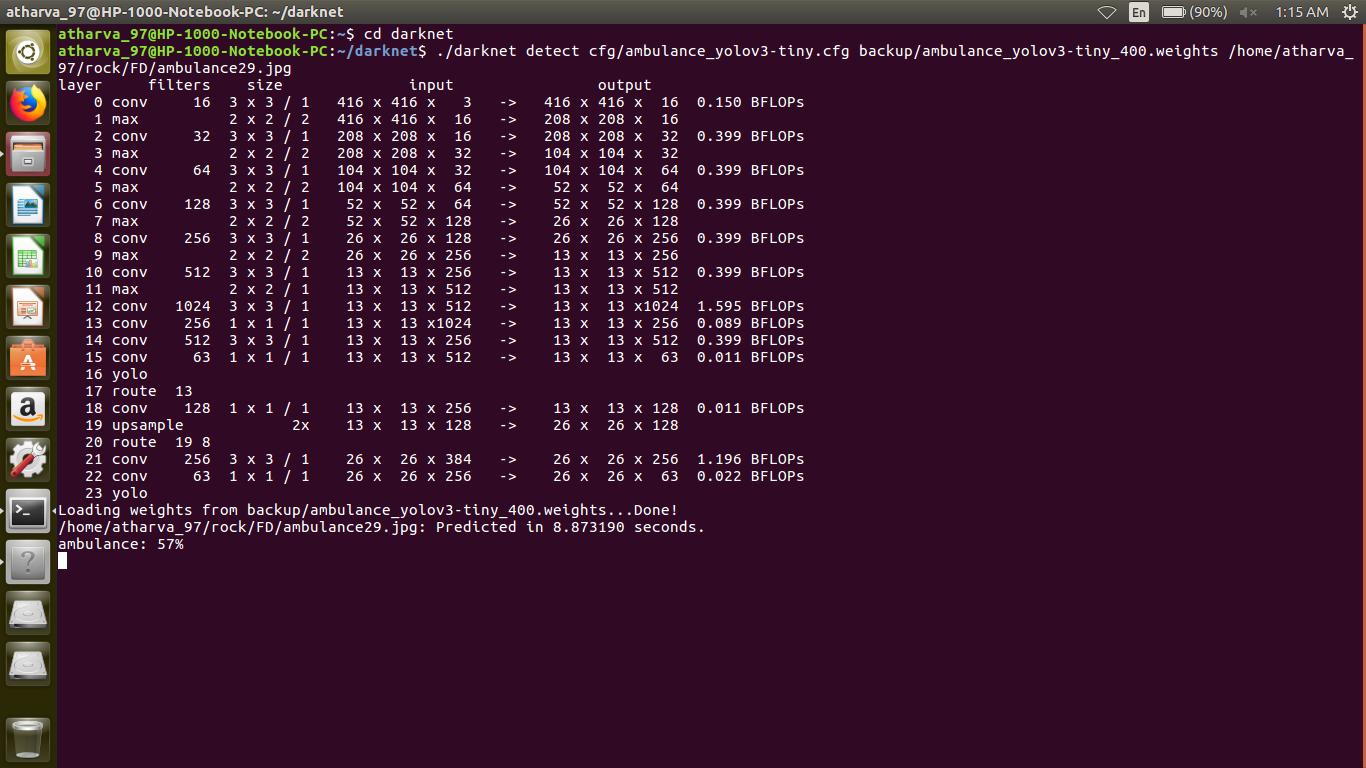 atharva_97@HP-1000-Notebook-PC: ~/darknet En (90%) 1:15 AM
atharva_97@HP-1000-Notebook-PC:~$ cd darknet
atharva_97@HP-1000-Notebook-PC:~/darknet$ ./darknet detect cfg/ambulance_yolov3-tiny.cfg backup/ambulance_yolov3-tiny_400.weights /home/atharva_
97/rock/FD/ambulance29.jpg
layer     filters    size              input                output
    0 conv     16  3 x 3 / 1   416 x 416 x   3   ->   416 x 416 x  16  0.150 BFLOPs
    1 max          2 x 2 / 2   416 x 416 x  16   ->   208 x 208 x  16
    2 conv     32  3 x 3 / 1   208 x 208 x  16   ->   208 x 208 x  32  0.399 BFLOPs
    3 max          2 x 2 / 2   208 x 208 x  32   ->   104 x 104 x  32
    4 conv     64  3 x 3 / 1   104 x 104 x  32   ->   104 x 104 x  64  0.399 BFLOPs
    5 max          2 x 2 / 2   104 x 104 x  64   ->    52 x  52 x  64
    6 conv    128  3 x 3 / 1    52 x  52 x  64   ->    52 x  52 x 128  0.399 BFLOPs
    7 max          2 x 2 / 2    52 x  52 x 128   ->    26 x  26 x 128
    8 conv    256  3 x 3 / 1    26 x  26 x 128   ->    26 x  26 x 256  0.399 BFLOPs
    9 max          2 x 2 / 2    26 x  26 x 256   ->    13 x  13 x 256
   10 conv    512  3 x 3 / 1    13 x  13 x 256   ->    13 x  13 x 512  0.399 BFLOPs
   11 max          2 x 2 / 1    13 x  13 x 512   ->    13 x  13 x 512
   12 conv   1024  3 x 3 / 1    13 x  13 x 512   ->    13 x  13 x1024  1.595 BFLOPs
   13 conv    256  1 x 1 / 1    13 x  13 x1024   ->    13 x  13 x 256  0.089 BFLOPs
   14 conv    512  3 x 3 / 1    13 x  13 x 256   ->    13 x  13 x 512  0.399 BFLOPs
   15 conv     63  1 x 1 / 1    13 x  13 x 512   ->    13 x  13 x  63  0.011 BFLOPs
   16 yolo
   17 route  13
   18 conv    128  1 x 1 / 1    13 x  13 x 256   ->    13 x  13 x 128  0.011 BFLOPs
   19 upsample            2x    13 x  13 x 128   ->    26 x  26 x 128
   20 route  19 8
   21 conv    256  3 x 3 / 1    26 x  26 x 384   ->    26 x  26 x 256  1.196 BFLOPs
   22 conv     63  1 x 1 / 1    26 x  26 x 256   ->    26 x  26 x  63  0.022 BFLOPs
   23 yolo
Loading weights from backup/ambulance_yolov3-tiny_400.weights...Done!
/home/atharva_97/rock/FD/ambulance29.jpg: Predicted in 8.873190 seconds.
ambulance: 57%